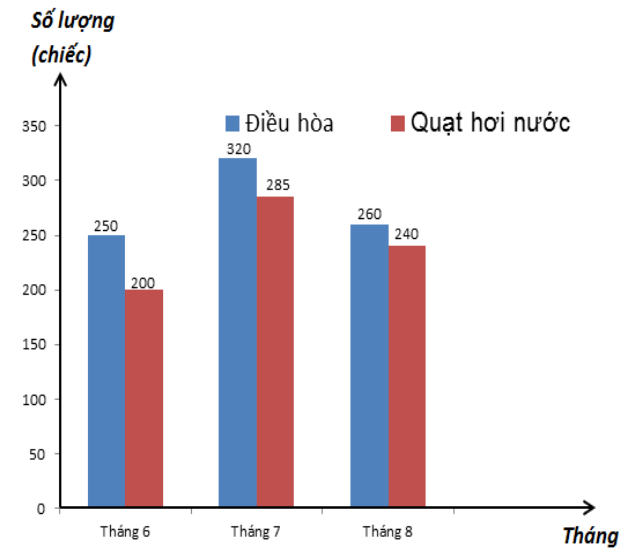 Số lượng
(chiếc)
Điều hòa
Quạt hơi nước
350
300
250
200
150
100
50
0
250
200
320
285
260
240
Tháng 6
Tháng 7
Tháng 8
Tháng